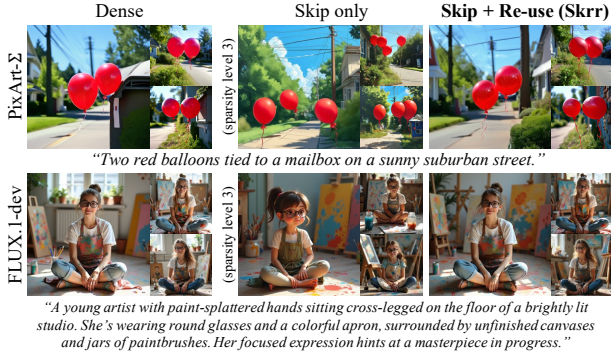 Dense
Skip only
Skip + Re-use (Skrr)
PixArt-Σ
(sparsity level 3)
“Two red balloons tied to a mailbox on a sunny suburban street.”
FLUX.1-dev
(sparsity level 3)
“A young artist with paint-splattered hands sitting cross-legged on the floor of a brightly lit
studio. She’s wearing round glasses and a colorful apron, surrounded by unfinished canvases
and jars of paintbrushes. Her focused expression hints at a masterpiece in progress.”